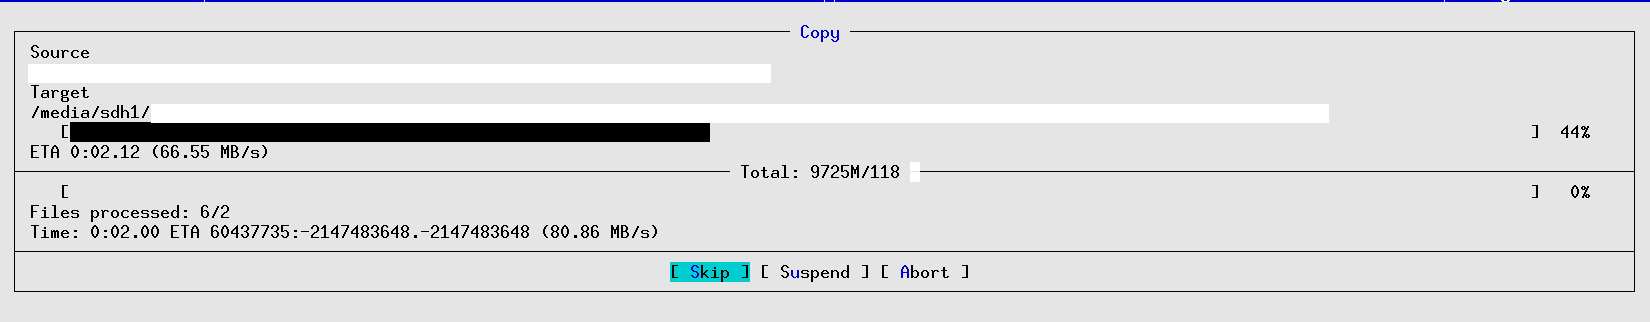 Copy
Source
Target
/media/sdh1/
[ ] 44%
ETA 0:02.12 (66.55 MB/s)
Total: 9725M/118
[ ] 0%
Files processed: 6/2
Time: 0:02.00 ETA 60437735:-2147483648.-2147483648 (80.86 MB/s)
[ Skip ] [ Suspend ] [ Abort ]